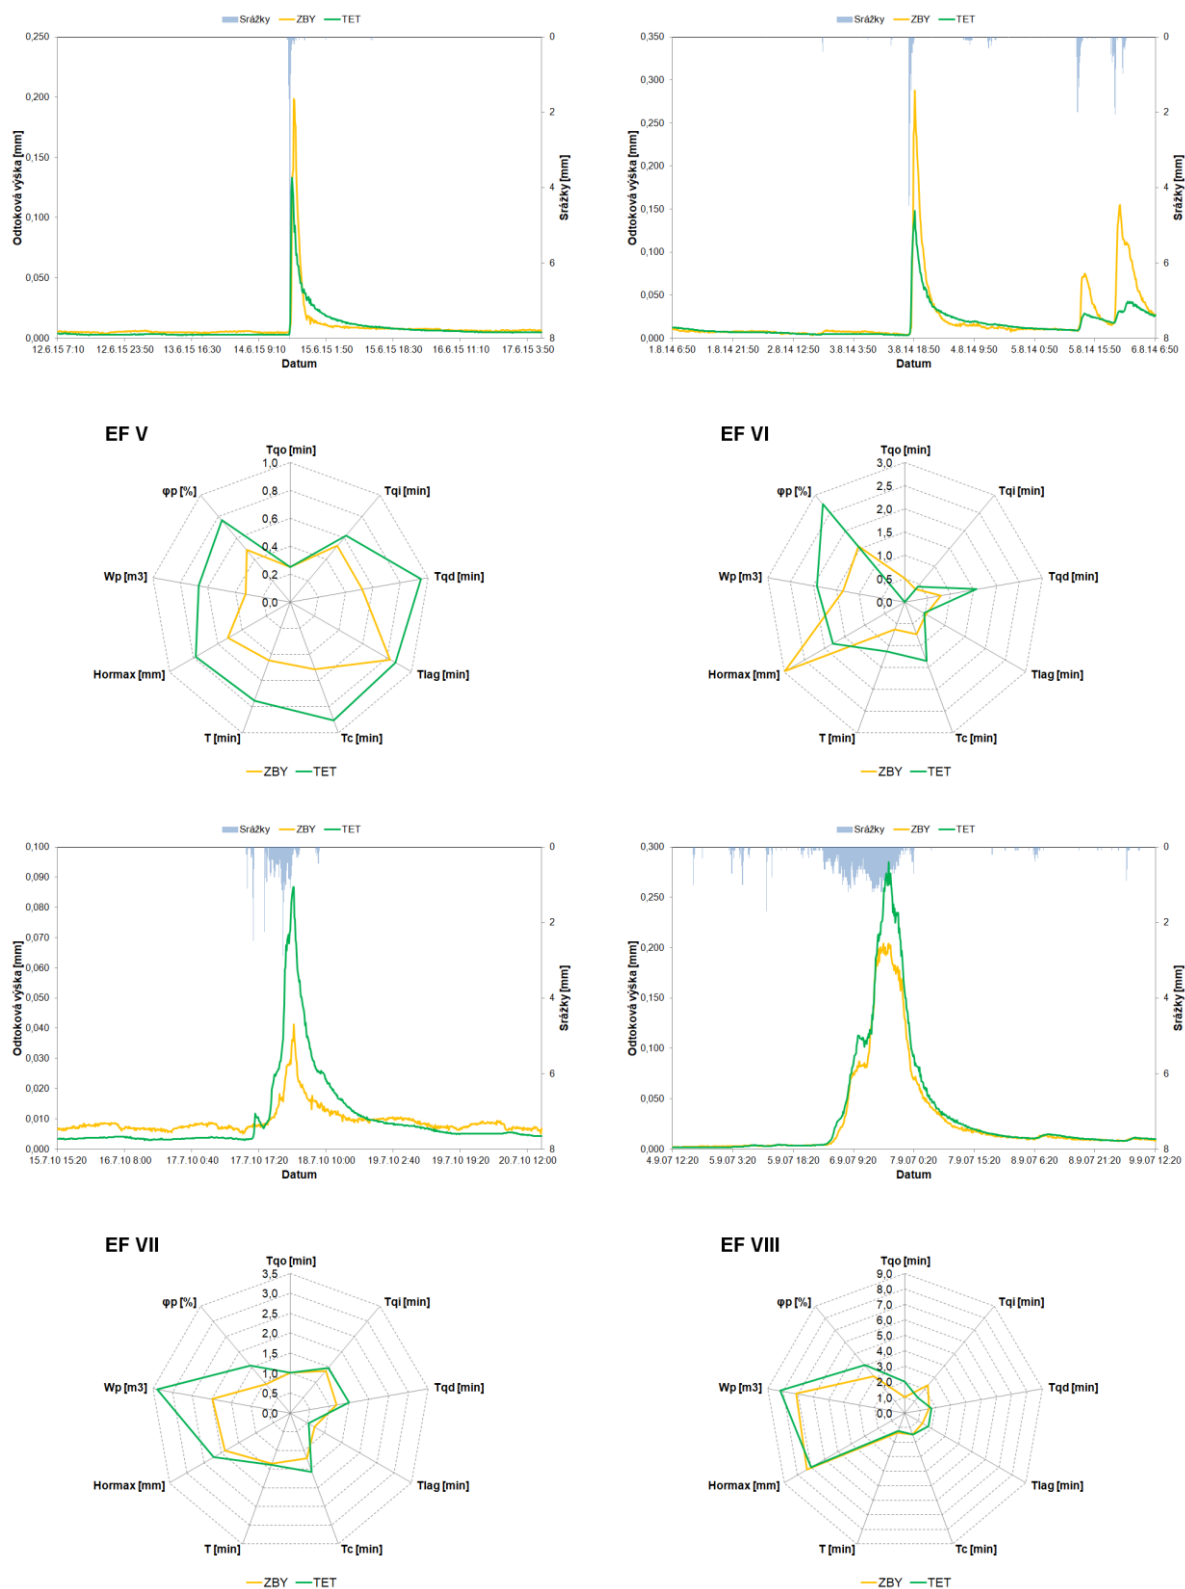 Srážky ZBY TET
0,250
0,200
0,150
0,100
0,050
0,000
Odtoková výška [mm]
0
2
4
6
8
Srážky [mm]
12.6.15 7:10 12.6.15 23:50 13.6.15 16:30 14.6.15 9:10 15.6.15 1:50 15.6.15 18:30 16.6.15 11:10 17.6.15 3:50
Datum
Srážky ZBY TET
0,350
0,300
0,250
0,200
0,150
0,100
0,050
0,000
Odtoková výška [mm]
0
2
4
6
8
Srážky [mm]
1.8.14 6:50 1.8.14 21:50 2.8.14 12:50 3.8.14 3:50 3.8.14 18:50 4.8.14 9:50 5.8.14 0:50 5.8.14 15:50 6.8.14 6:50
Datum
EF V
Tqo [min]
Tqi [min]
Tqd [min]
Tlag [min]
Tc [min]
T [min]
Hormax [mm]
Wp [m3]
φp [%]
1,0
0,8
0,6
0,4
0,2
0,0
ZBY TET
EF VI
Tqo [min]
Tqi [min]
Tqd [min]
Tlag [min]
Tc [min]
T [min]
Hormax [mm]
Wp [m3]
φp [%]
3,0
2,5
2,0
1,5
1,0
0,5
0,0
ZBY TET
Srážky ZBY TET
0,100
0,090
0,080
0,070
0,060
0,050
0,040
0,030
0,020
0,010
0,000
Odtoková výška [mm]
0
2
4
6
8
Srážky [mm]
15.7.10 15:20 16.7.10 8:00 17.7.10 0:40 17.7.10 17:20 18.7.10 10:00 19.7.10 2:40 19.7.10 19:20 20.7.10 12:00
Datum
Srážky ZBY TET
0,300
0,250
0,200
0,150
0,100
0,050
0,000
Odtoková výška [mm]
0
2
4
6
8
Srážky [mm]
4.9.07 12:20 5.9.07 3:20 5.9.07 18:20 6.9.07 9:20 7.9.07 0:20 7.9.07 15:20 8.9.07 6:20 8.9.07 21:20 9.9.07 12:20
Datum
EF VII
Tqo [min]
Tqi [min]
Tqd [min]
Tlag [min]
Tc [min]
T [min]
Hormax [mm]
Wp [m3]
φp [%]
3,5
3,0
2,5
2,0
1,5
1,0
0,5
0,0
ZBY TET
EF VIII
Tqo [min]
Tqi [min]
Tqd [min]
Tlag [min]
Tc [min]
T [min]
Hormax [mm]
Wp [m3]
φp [%]
9,0
8,0
7,0
6,0
5,0
4,0
3,0
2,0
1,0
0,0
ZBY TET